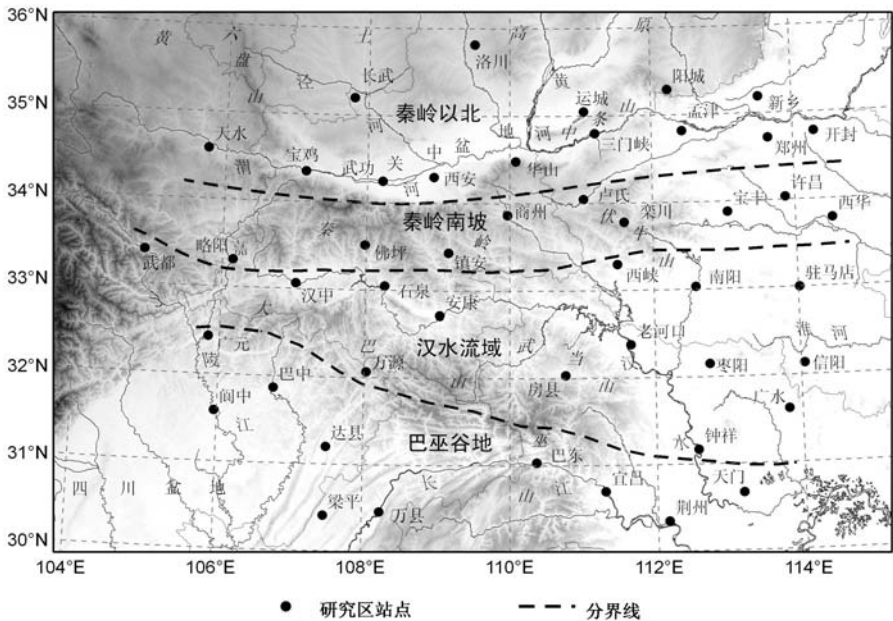 36°N
黄 六 土 高 原
盘
洛川
泾 长武 黄 阳城
35°N
山 秦岭以北 运城 山 孟津 新乡
天水 河 中 盆 地 河 中 条 三门峡 郑州 开封
渭 宝鸡 武功 关 西安 华山
34°N
河 卢氏 许昌
秦岭南坡 商州 伏 栾川 宝丰 西华
略阳 嘉 秦 佛坪 岭 镇安 牛
33°N
武都 汉中 石泉 西峡 山 南阳 驻马店
大 安康 老河口
32°N
元 巴 汉水流域 武 汉 淮 河
陵 巴中 万源 当 枣阳 信阳
阆中 山 房县 山 广水
31°N
江 达县 巴巫谷地 巫 水 钟祥
巴东 天门
四 川 盆 地 长 宜昌
梁平 万县 山 江 荆州
30°N
104°E 106°E 108°E 110°E 112°E 114°E
研究区站点 分界线